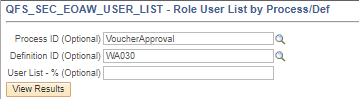 QFS_SEC_EOAW_USER_LIST - Role User List by Process/Def
Process ID (Optional) VoucherApproval
Definition ID (Optional) WA030
User List - % (Optional)
View Results